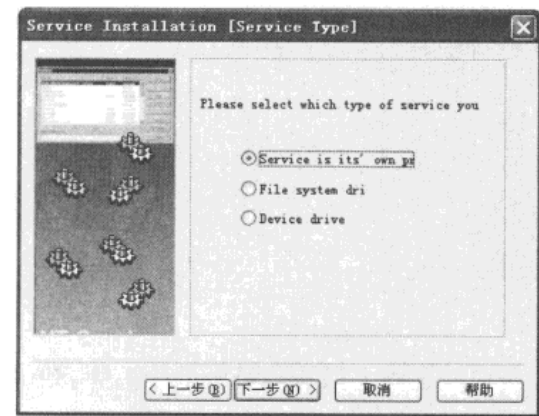 Service Installation [Service Type]
Please select which type of service you
Service is its' own pr
File system dri
Device drive
< 上一步(B) 下一步(N) > 取消 帮助